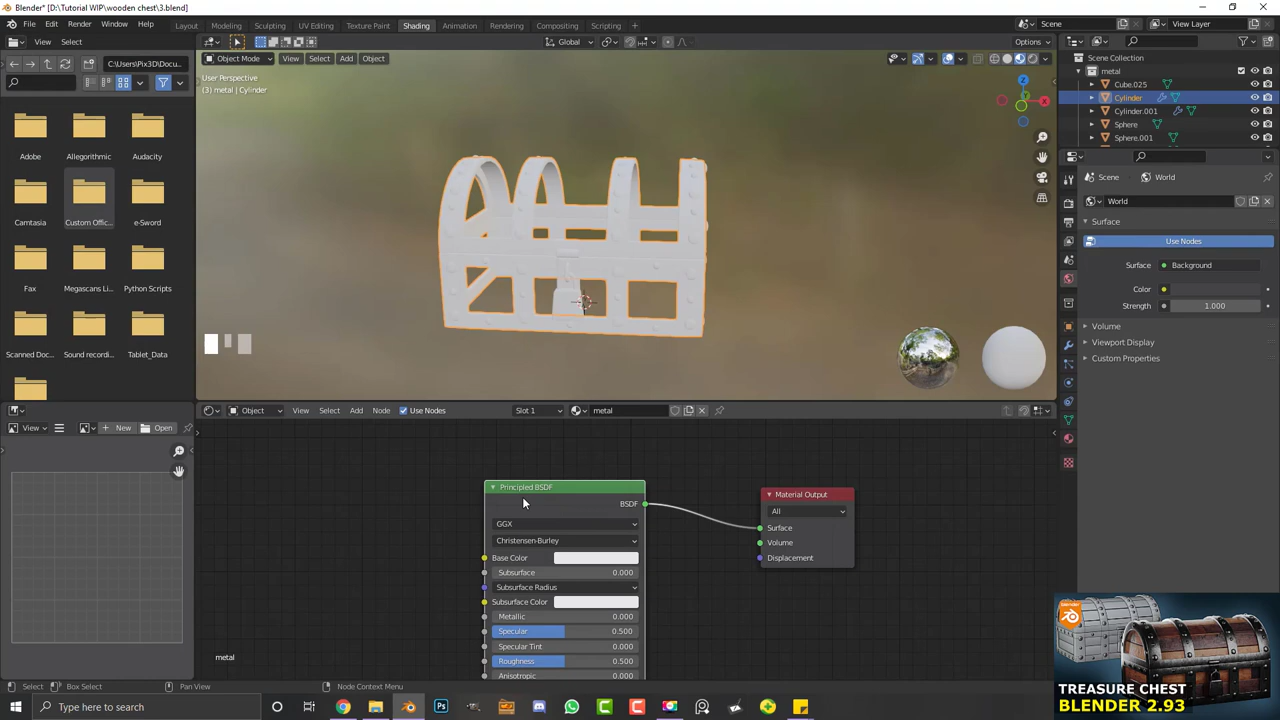 Blender* [D:\Tutorial WIP\wooden chest\3.blend]
File Edit Render Window Help Layout Modeling Sculpting UV Editing Texture Paint Shading Animation Rendering Compositing Scripting + Scene View Layer
View Select Global Options
C:\Users\Pix3D\Docu...
Object Mode View Select Add Object
User Perspective
(3) metal | Cylinder
Adobe Allegorithmic Audacity
Camtasia Custom Offic... e-Sword
Fax Megascans Li... Python Scripts
Scanned Doc... Sound recordi... Tablet_Data
Z
Y
X
Scene Collection
metal
Cube.025
Cylinder
Cylinder.001
Sphere
Sphere.001
Scene > World
World
Surface
Use Nodes
Surface Background
Color
Strength 1.000
Volume
Viewport Display
Custom Properties
Object View Select Add Node Use Nodes Slot 1 metal
View New Open
Principled BSDF
BSDF
GGX
Christensen-Burley
Base Color
Subsurface 0.000
Subsurface Radius
Subsurface Color
Metallic 0.000
Specular 0.500
Specular Tint 0.000
Roughness 0.500
Anisotropic 0.000
Material Output
All
Surface
Volume
Displacement
metal
blender
TREASURE CHEST
BLENDER 2.93
Select Box Select Pan View Node Context Menu
Type here to search